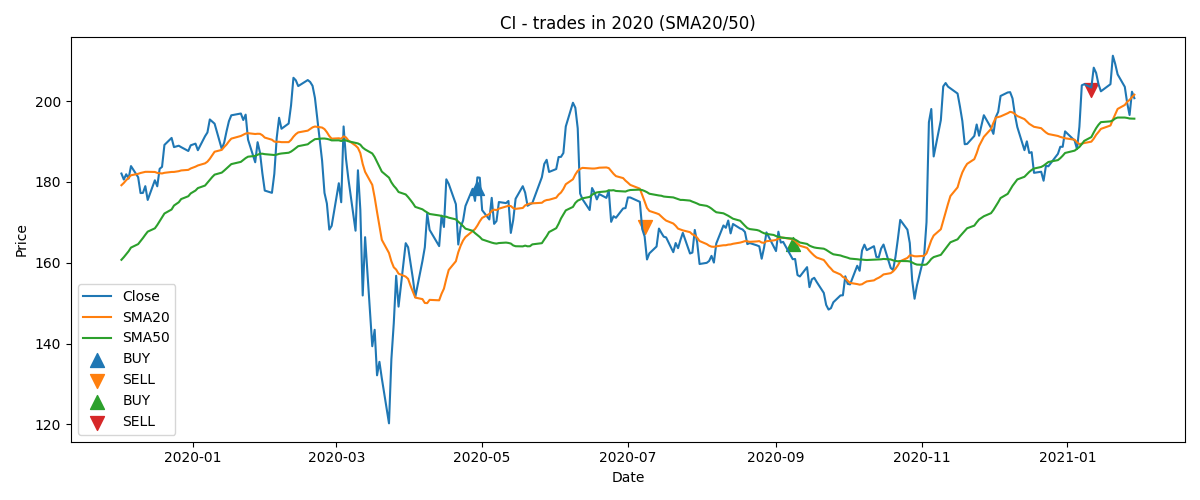 CI - trades in 2020 (SMA20/50)
Price
200
180
160
140
120
Close
SMA20
SMA50
BUY
SELL
BUY
SELL
2020-01
2020-03
2020-05
2020-07
2020-09
2020-11
2021-01
Date